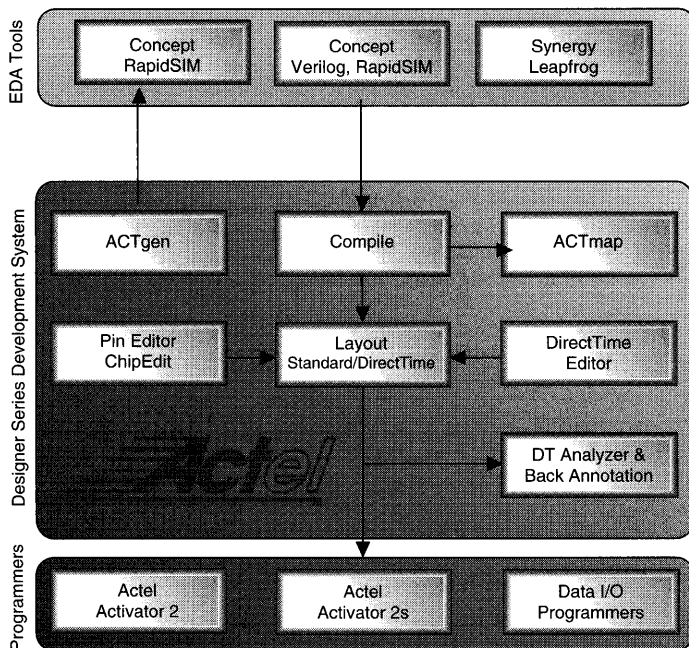 EDA Tools
Concept
RapidSIM
Concept
Verilog, RapidSIM
Synergy
Leapfrog
Designer Series Development System
ACTgen
Compile
ACTmap
Pin Editor
ChipEdit
Layout
Standard/DirectTime
DirectTime
Editor
Actel
DT Analyzer &
Back Annotation
Programmers
Actel
Activator 2
Actel
Activator 2s
Data I/O
Programmers